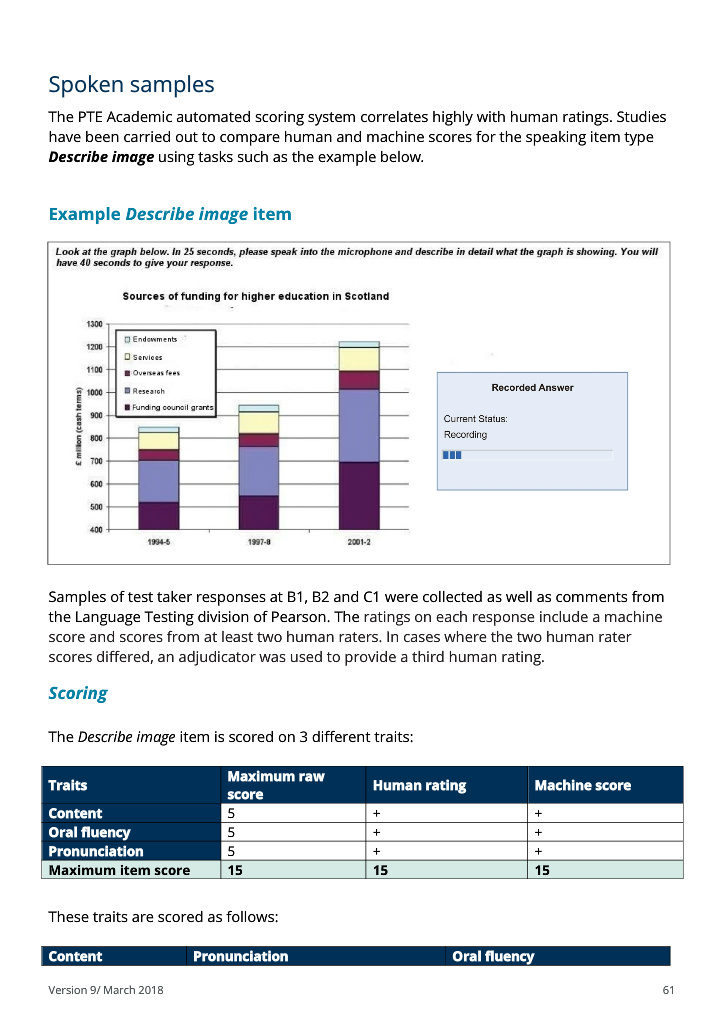 Spoken samples
The PTE Academic automated scoring system correlates highly with human ratings. Studies
have been carried out to compare human and machine scores for the speaking item type
Describe image using tasks such as the example below.
Example Describe image item
Look at the graph below. In 25 seconds, please speak into the microphone and describe in detail what the graph is showing. You will
have 40 seconds to give your response.
Sources of funding for higher education in Scotland
£ million (cash terms)
1300
1200
1100
1000
900
800
700
600
500
400
Endowments
Services
Overseas fees
Research
Funding council grants
1994-5
1997-8
2001-2
Recorded Answer
Current Status:
Recording
Samples of test taker responses at B1, B2 and C1 were collected as well as comments from
the Language Testing division of Pearson. The ratings on each response include a machine
score and scores from at least two human raters. In cases where the two human rater
scores differed, an adjudicator was used to provide a third human rating.
Scoring
The Describe image item is scored on 3 different traits:
Traits Maximum raw score Human rating Machine score
Content 5 + +
Oral fluency 5 + +
Pronunciation 5 + +
Maximum item score 15 15 15
These traits are scored as follows:
Content Pronunciation Oral fluency
Version 9/ March 2018 61